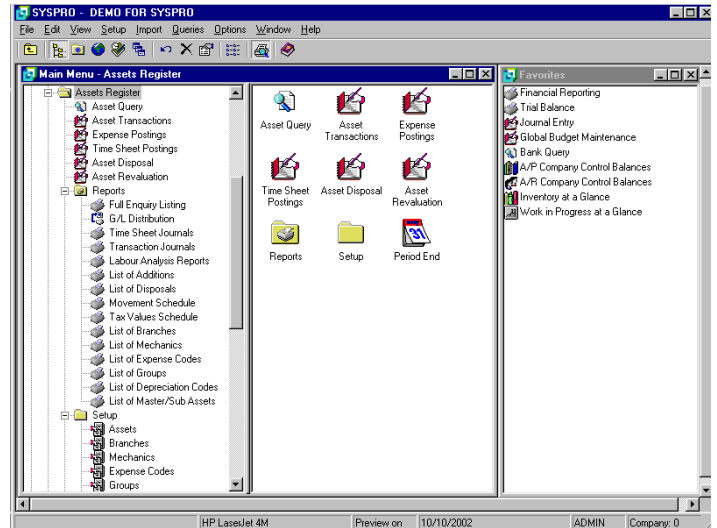 SYSPRO - DEMO FOR SYSPRO
File Edit View Setup Import Queries Options Window Help
Main Menu - Assets Register
Assets Register
Asset Query
Asset Transactions
Expense Postings
Time Sheet Postings
Asset Disposal
Asset Revaluation
Reports
Full Enquiry Listing
G/L Distribution
Time Sheet Journals
Transaction Journals
Labour Analysis Reports
List of Additions
List of Disposals
Movement Schedule
Tax Values Schedule
List of Branches
List of Mechanics
List of Expense Codes
List of Groups
List of Depreciation Codes
List of Master/Sub Assets
Setup
Assets
Branches
Mechanics
Expense Codes
Groups
Asset Query
Asset
Transactions
Expense
Postings
Time Sheet
Postings
Asset Disposal
Asset
Revaluation
Reports
Setup
31
Period End
Favorites
Financial Reporting
Trial Balance
Journal Entry
Global Budget Maintenance
Bank Query
A/P Company Control Balances
A/R Company Control Balances
Inventory at a Glance
Work in Progress at a Glance
HP LaserJet 4M Preview on 10/10/2002 ADMIN Company: 0